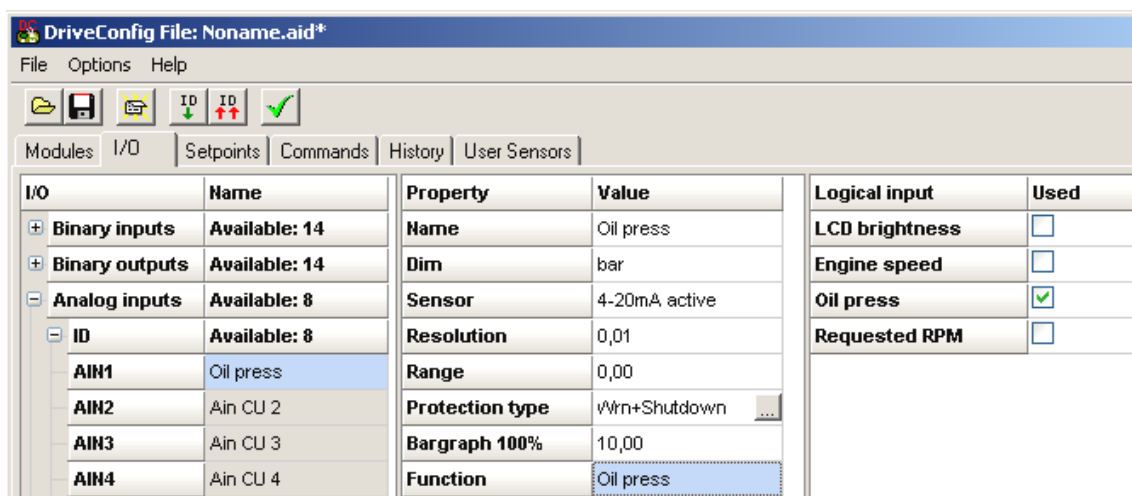 DriveConfig File: Noname.aid*
File Options Help
ID ID
Modules I/O Setpoints Commands History User Sensors
I/O Name Property Value Logical input Used
Binary inputs Available: 14 Name Oil press LCD brightness
Binary outputs Available: 14 Dim bar Engine speed
Analog inputs Available: 8 Sensor 4-20mA active Oil press
ID Available: 8 Resolution 0,01 Requested RPM
AIN1 Oil press Range 0,00
AIN2 Ain CU 2 Protection type Wrn+Shutdown ...
AIN3 Ain CU 3 Bargraph 100% 10,00
AIN4 Ain CU 4 Function Oil press